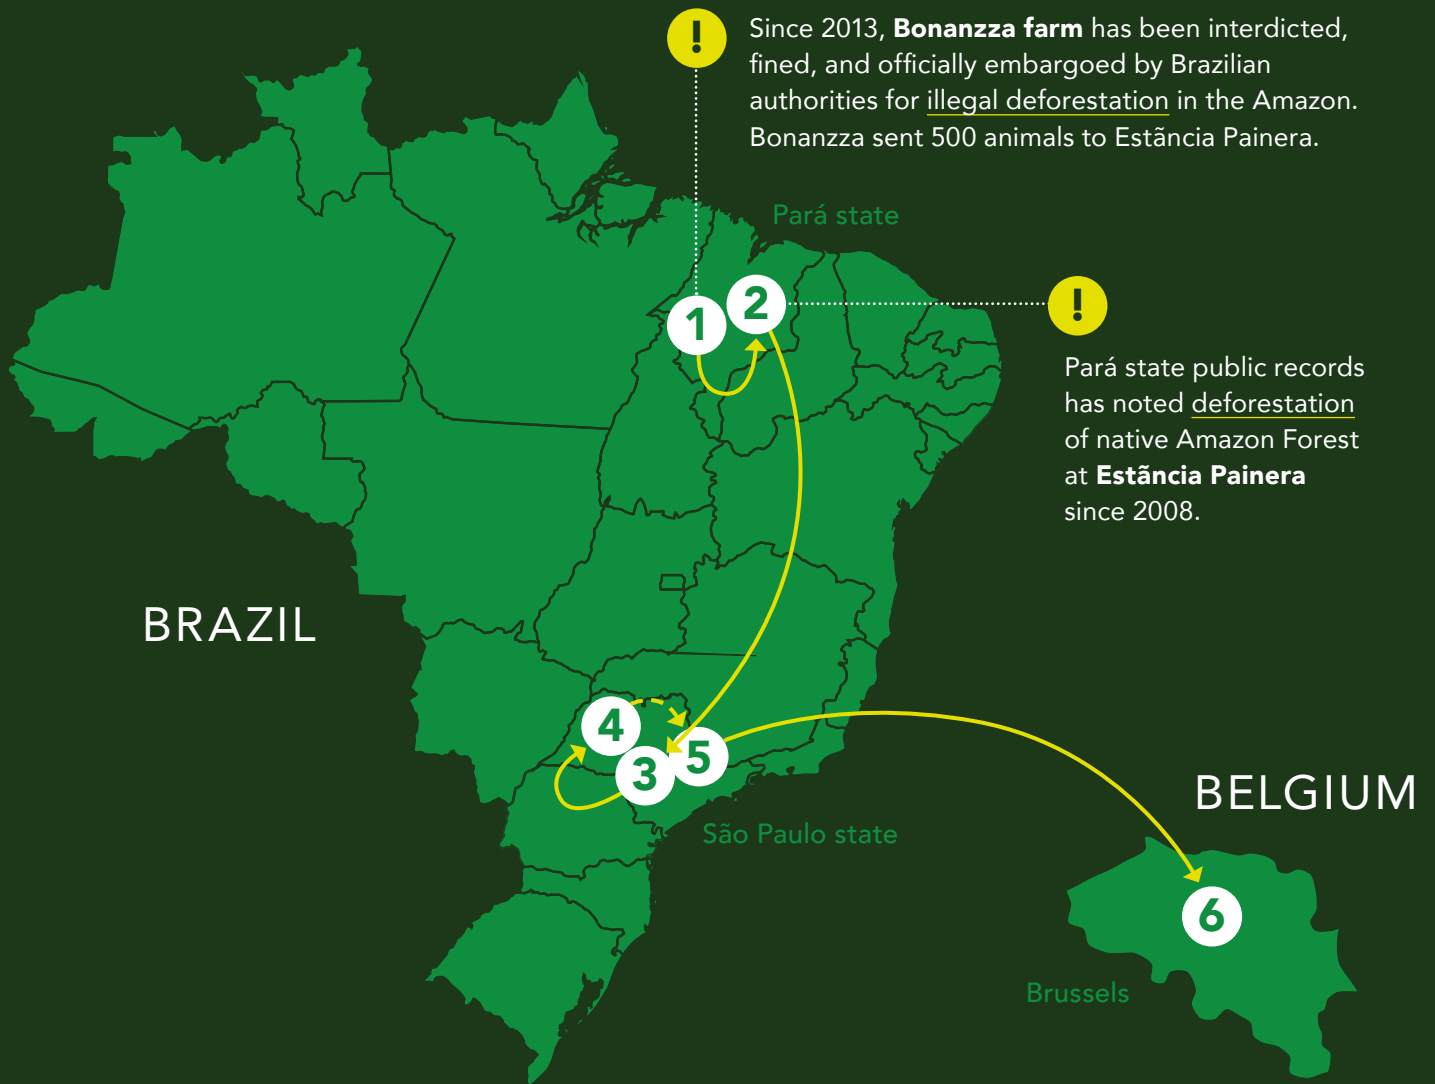 !
Since 2013, Bonanzza farm has been interdicted,
fined, and officially embargoed by Brazilian
authorities for illegal deforestation in the Amazon.
Bonanzza sent 500 animals to Estãncia Painera.
Pará state
1
2
!
Pará state public records
has noted deforestation
of native Amazon Forest
at Estãncia Painera
since 2008.
BRAZIL
4
3
5
São Paulo state
BELGIUM
6
Brussels